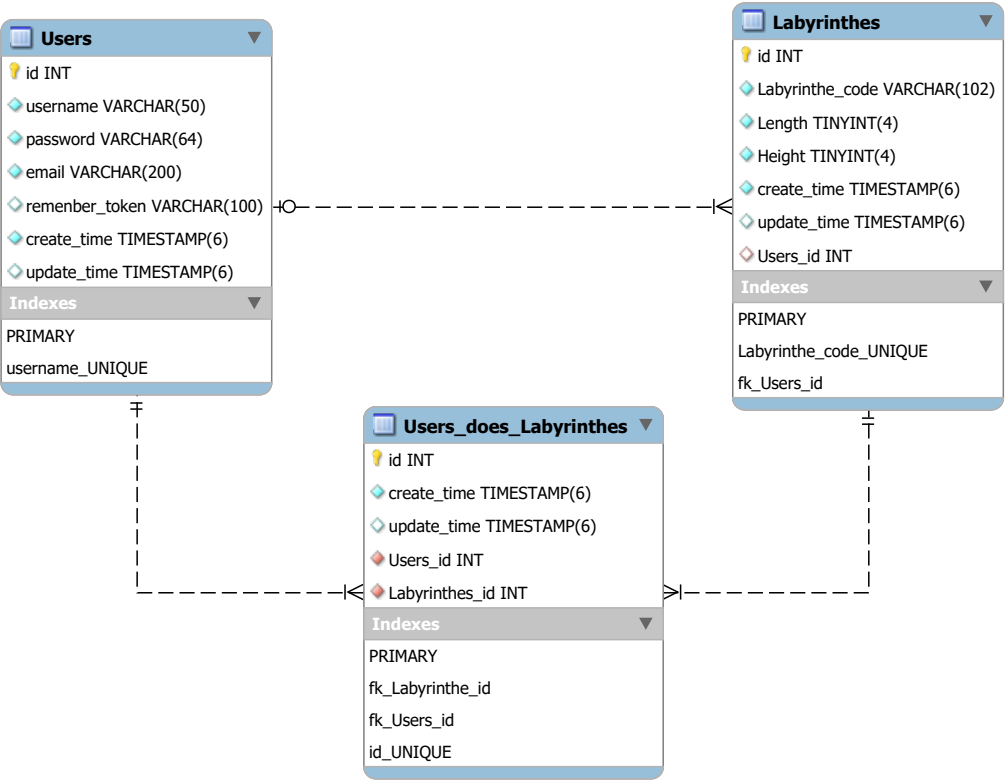 Users
id INT
username VARCHAR(50)
password VARCHAR(64)
email VARCHAR(200)
remenber_token VARCHAR(100)
create_time TIMESTAMP(6)
update_time TIMESTAMP(6)
Indexes
PRIMARY
username_UNIQUE
Labyrinthes
id INT
Labyrinthe_code VARCHAR(102)
Length TINYINT(4)
Height TINYINT(4)
create_time TIMESTAMP(6)
update_time TIMESTAMP(6)
Users_id INT
Indexes
PRIMARY
Labyrinthe_code_UNIQUE
fk_Users_id
Users_does_Labyrinthes
id INT
create_time TIMESTAMP(6)
update_time TIMESTAMP(6)
Users_id INT
Labyrinthes_id INT
Indexes
PRIMARY
fk_Labyrinthe_id
fk_Users_id
id_UNIQUE